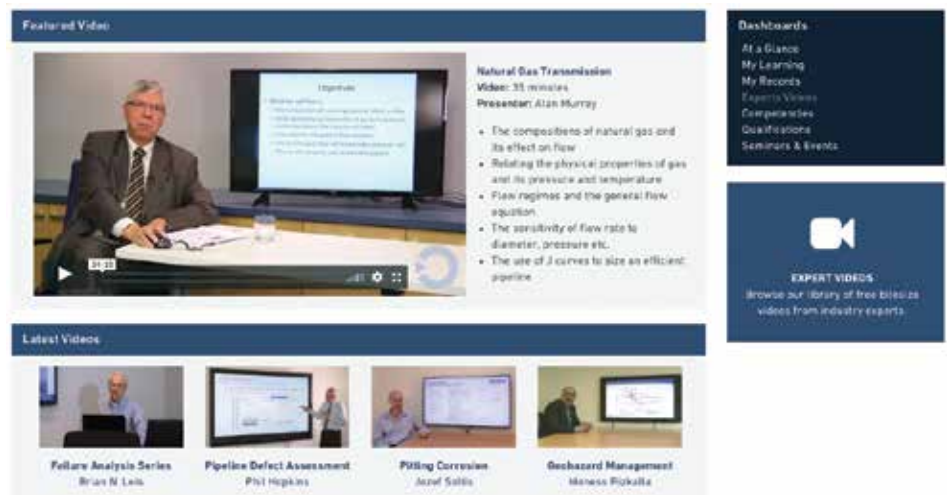 Featured Video
Objectives
Natural Gas Transmission
Video: 35 minutes
Presenter: Alan Murray
• The compositions of natural gas and
its effect on flow
• Relating the physical properties of gas
and its pressure and temperature
• Flow regimes and the general flow
equation
• The sensitivity of flow rate to
diameter, pressure etc.
• The use of J curves to size an efficient
pipeline
Latest Videos
Failure Analysis Series
Brian N Leis
Pipeline Defect Assessment
Phil Hopkins
Pitting Corrosion
Jozef Soltis
Geohazard Management
Moness Rizkalla
Dashboards
At a Glance
My Learning
My Records
Experts Videos
Competencies
Qualifications
Seminars & Events
EXPERT VIDEOS
Browse our library of free bitesize
videos from industry experts